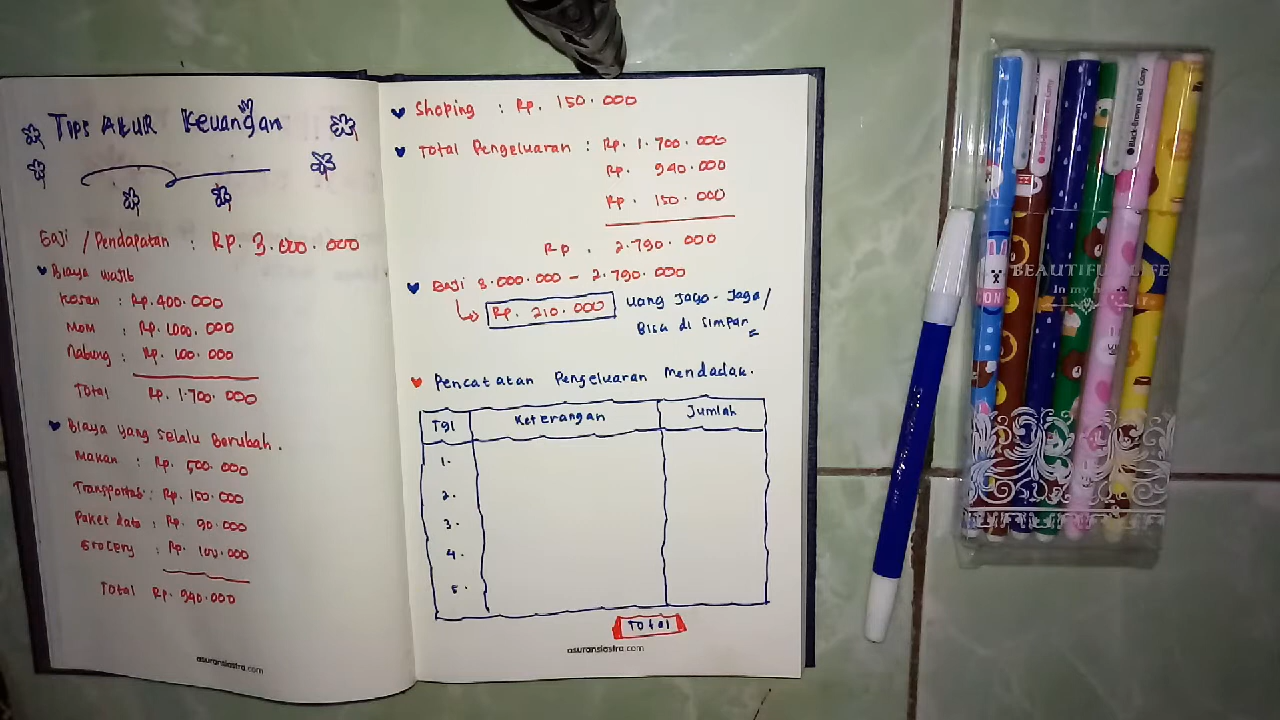 Tips Atur Keuangan
Gaji / Pendapatan : Rp. 3.000.000
Biaya wajib
Kosan : Rp. 400.000
Mom : Rp. 1.000.000
Nabung : Rp. 100.000
Total Rp. 1.700.000
Biaya yang selalu Berubah.
Makan : Rp. 500.000
Transportasi : Rp. 100.000
Paket data : Rp. 90.000
Grocery : Rp. 100.000
Total Rp. 940.000
asuransiastra.com
Shoping : Rp. 150.000
Total Pengeluaran : Rp. 1.700.000
Rp. 940.000
Rp. 150.000
Rp. 2.790.000
Gaji 3.000.000 - 2.790.000
Rp. 210.000 uang Jaga-Jaga/
Bisa di simpan
Pencatatan Pengeluaran Mendadak.
Tgl Keterangan Jumlah
1.
2.
3.
4.
5.
Total
asuransiastra.com
BEAUTIFUL LIFE
In my